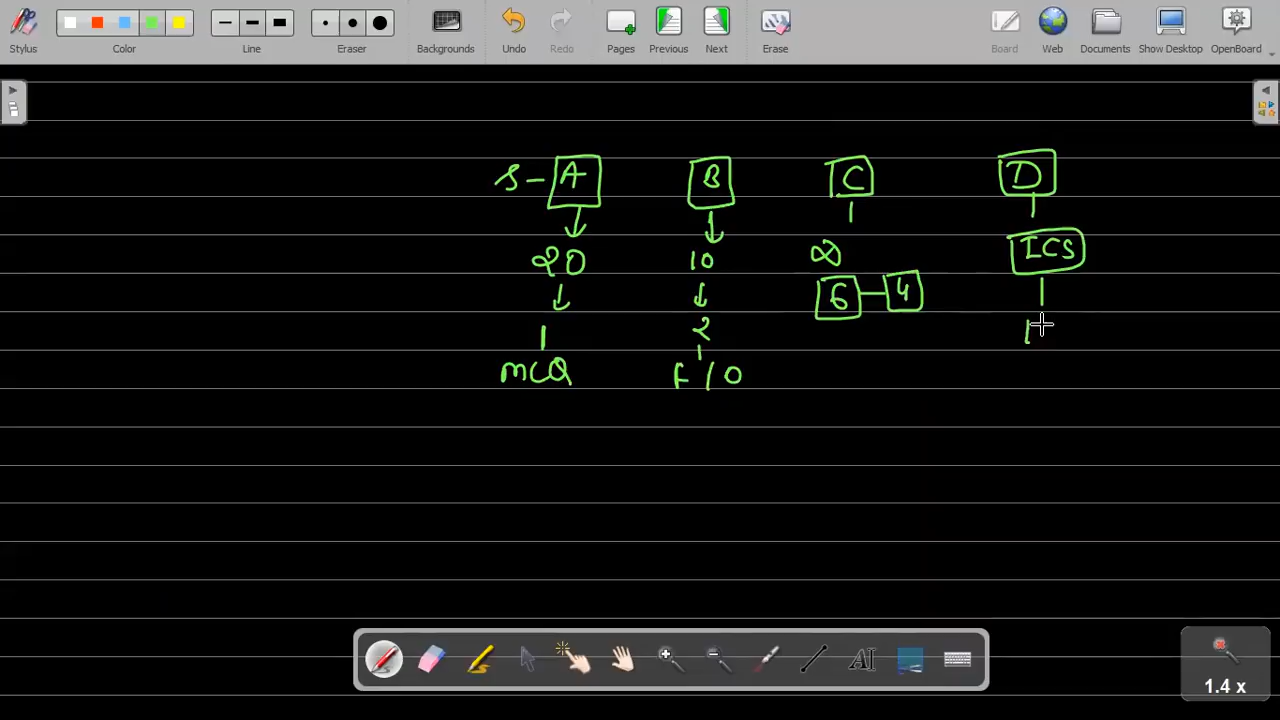 Stylus Color Line Eraser Backgrounds Undo Redo Pages Previous Next Erase Board Web Documents Show Desktop OpenBoard
S - A B C D
20 10 ICS
6 - 4
1 2
MCQ F/O
AI
1.4 x